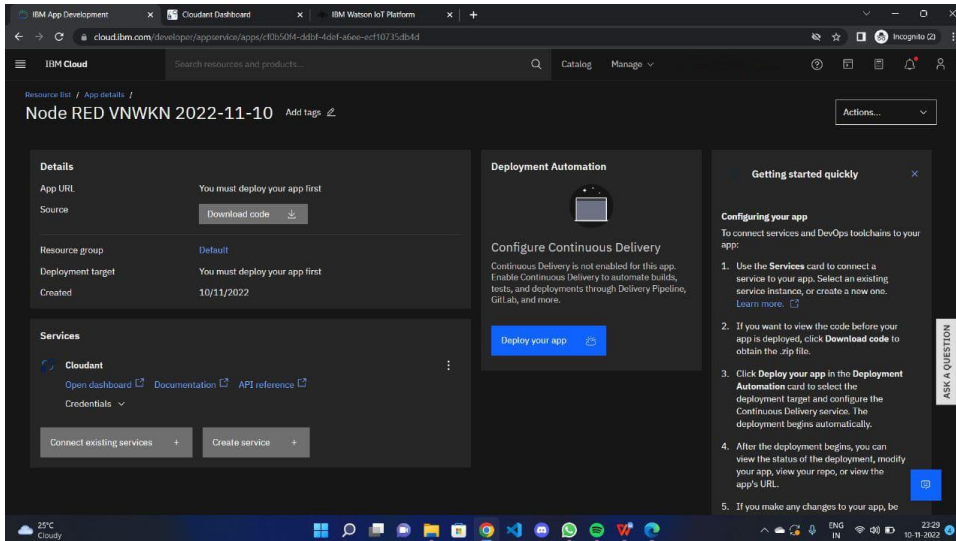 IBM App Development
Cloudant Dashboard
IBM Watson IoT Platform
cloud.ibm.com/developer/appservice/apps/cf0b50f4-ddbf-4def-a6ee-ecf10735db4d
Incognito (2)
IBM Cloud
Search resources and products...
Catalog
Manage
Resource list / App details /
Node RED VNWKN 2022-11-10
Add tags
Actions...
Details
App URL
You must deploy your app first
Source
Download code
Resource group
Default
Deployment target
You must deploy your app first
Created
10/11/2022
Services
Cloudant
Open dashboard
Documentation
API reference
Credentials
Connect existing services +
Create service +
Deployment Automation
Configure Continuous Delivery
Continuous Delivery is not enabled for this app.
Enable Continuous Delivery to automate builds,
tests, and deployments through Delivery Pipeline,
GitLab, and more.
Deploy your app
Getting started quickly
Configuring your app
To connect services and DevOps toolchains to your
app:
1. Use the Services card to connect a
service to your app. Select an existing
service instance, or create a new one.
Learn more.
2. If you want to view the code before your
app is deployed, click Download code to
obtain the .zip file.
3. Click Deploy your app in the Deployment
Automation card to select the
deployment target and configure the
Continuous Delivery service. The
deployment begins automatically.
4. After the deployment begins, you can
view the status of the deployment, modify
your app, view your repo, or view the
app's URL.
5. If you make any changes to your app, be
ASK A QUESTION
25°C
Cloudy
ENG
IN
23:29
10-11-2022